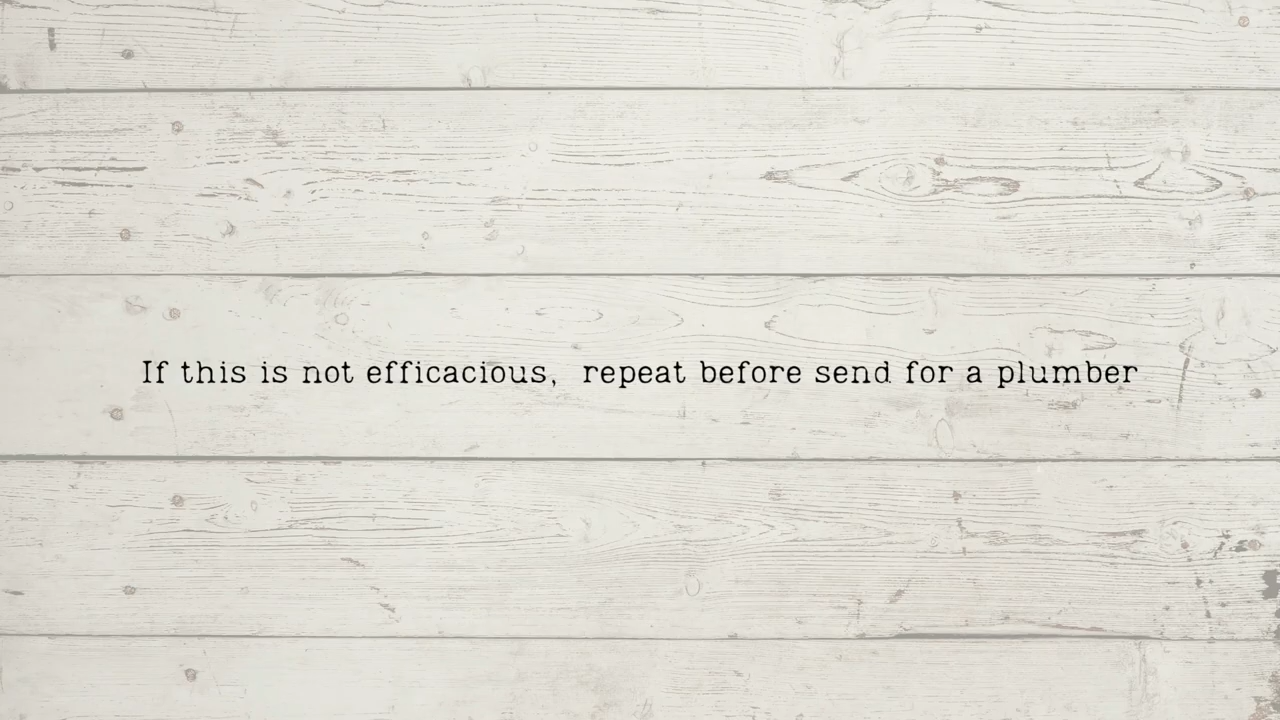 If this is not efficacious, repeat before send for a plumber